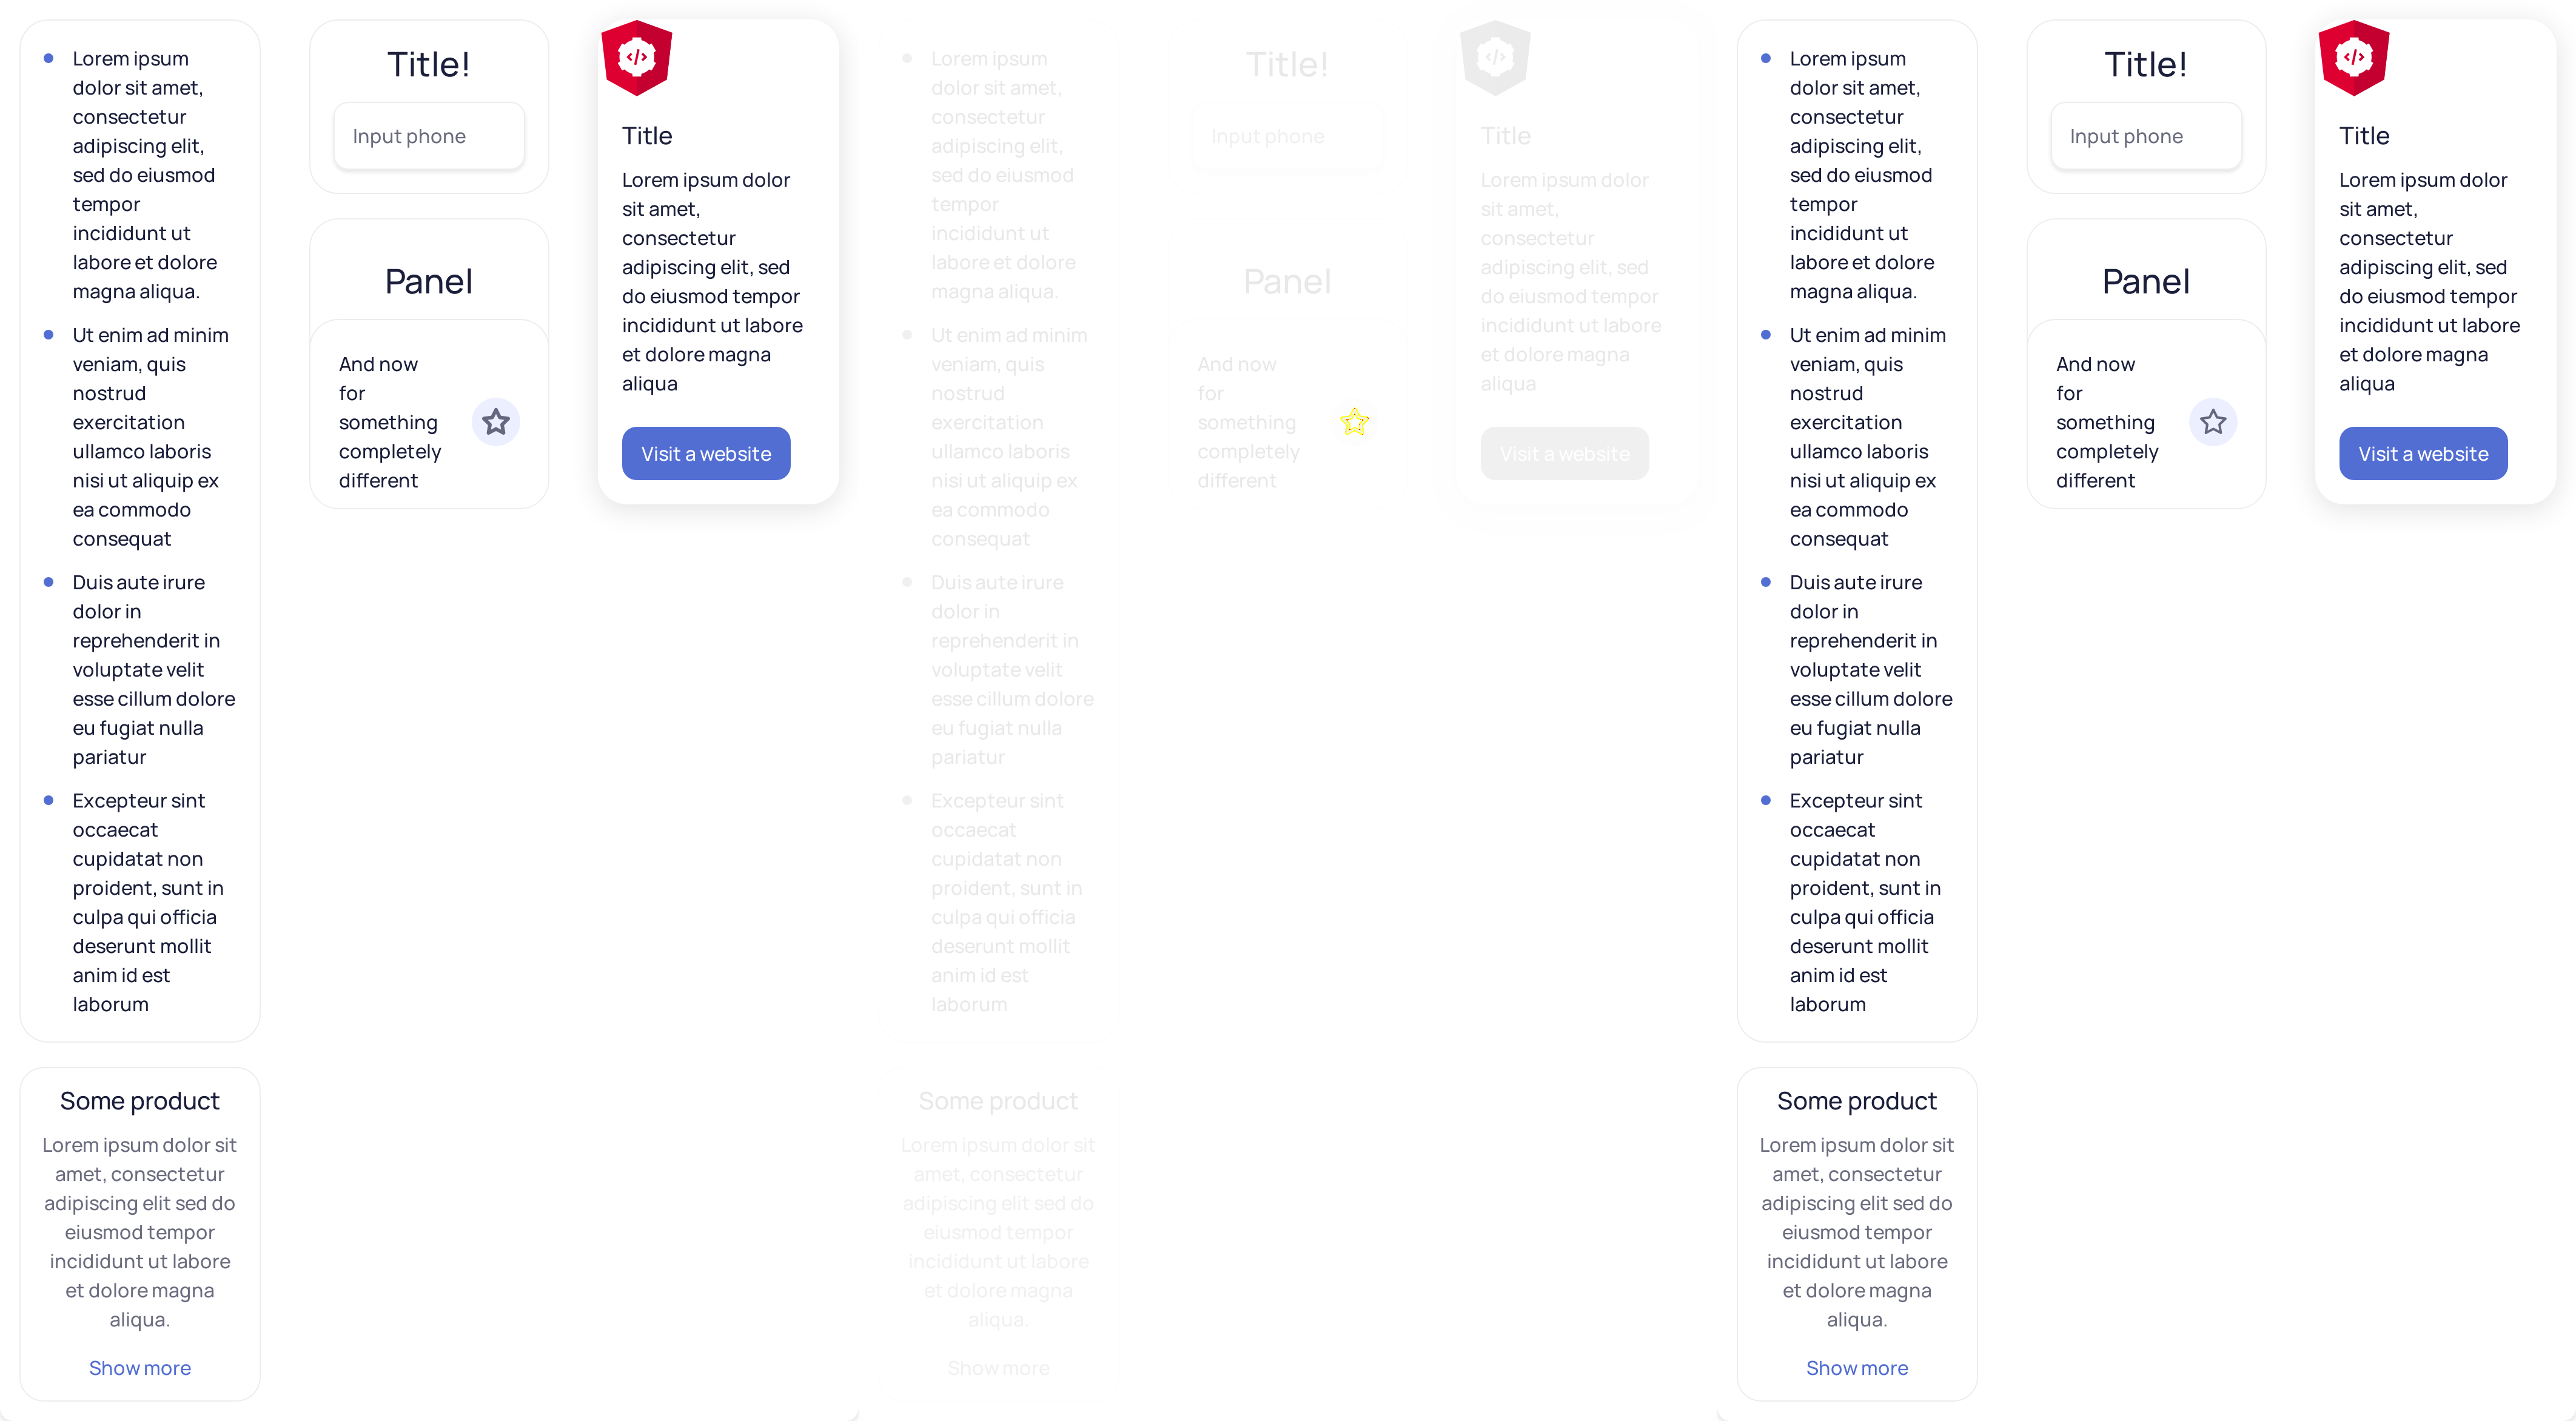 Lorem ipsum
dolor sit amet,
consectetur
adipiscing elit,
sed do eiusmod
tempor
incididunt ut
labore et dolore
magna aliqua.
Ut enim ad minim
veniam, quis
nostrud
exercitation
ullamco laboris
nisi ut aliquip ex
ea commodo
consequat
Duis aute irure
dolor in
reprehenderit in
voluptate velit
esse cillum dolore
eu fugiat nulla
pariatur
Excepteur sint
occaecat
cupidatat non
proident, sunt in
culpa qui officia
deserunt mollit
anim id est
laborum
Some product
Lorem ipsum dolor sit
amet, consectetur
adipiscing elit sed do
eiusmod tempor
incididunt ut labore
et dolore magna
aliqua.
Show more
Title!
Input phone
Panel
And now
for
something
completely
different
</>
Title
Lorem ipsum dolor
sit amet,
consectetur
adipiscing elit, sed
do eiusmod tempor
incididunt ut labore
et dolore magna
aliqua
Visit a website
Lorem ipsum
dolor sit amet,
consectetur
adipiscing elit,
sed do eiusmod
tempor
incididunt ut
labore et dolore
magna aliqua.
Ut enim ad minim
veniam, quis
nostrud
exercitation
ullamco laboris
nisi ut aliquip ex
ea commodo
consequat
Duis aute irure
dolor in
reprehenderit in
voluptate velit
esse cillum dolore
eu fugiat nulla
pariatur
Excepteur sint
occaecat
cupidatat non
proident, sunt in
culpa qui officia
deserunt mollit
anim id est
laborum
Some product
Lorem ipsum dolor sit
amet, consectetur
adipiscing elit sed do
eiusmod tempor
incididunt ut labore
et dolore magna
aliqua.
Show more
Title!
Input phone
Panel
And now
for
something
completely
different
</>
Title
Lorem ipsum dolor
sit amet,
consectetur
adipiscing elit, sed
do eiusmod tempor
incididunt ut labore
et dolore magna
aliqua
Visit a website
Lorem ipsum
dolor sit amet,
consectetur
adipiscing elit,
sed do eiusmod
tempor
incididunt ut
labore et dolore
magna aliqua.
Ut enim ad minim
veniam, quis
nostrud
exercitation
ullamco laboris
nisi ut aliquip ex
ea commodo
consequat
Duis aute irure
dolor in
reprehenderit in
voluptate velit
esse cillum dolore
eu fugiat nulla
pariatur
Excepteur sint
occaecat
cupidatat non
proident, sunt in
culpa qui officia
deserunt mollit
anim id est
laborum
Some product
Lorem ipsum dolor sit
amet, consectetur
adipiscing elit sed do
eiusmod tempor
incididunt ut labore
et dolore magna
aliqua.
Show more
Title!
Input phone
Panel
And now
for
something
completely
different
</>
Title
Lorem ipsum dolor
sit amet,
consectetur
adipiscing elit, sed
do eiusmod tempor
incididunt ut labore
et dolore magna
aliqua
Visit a website